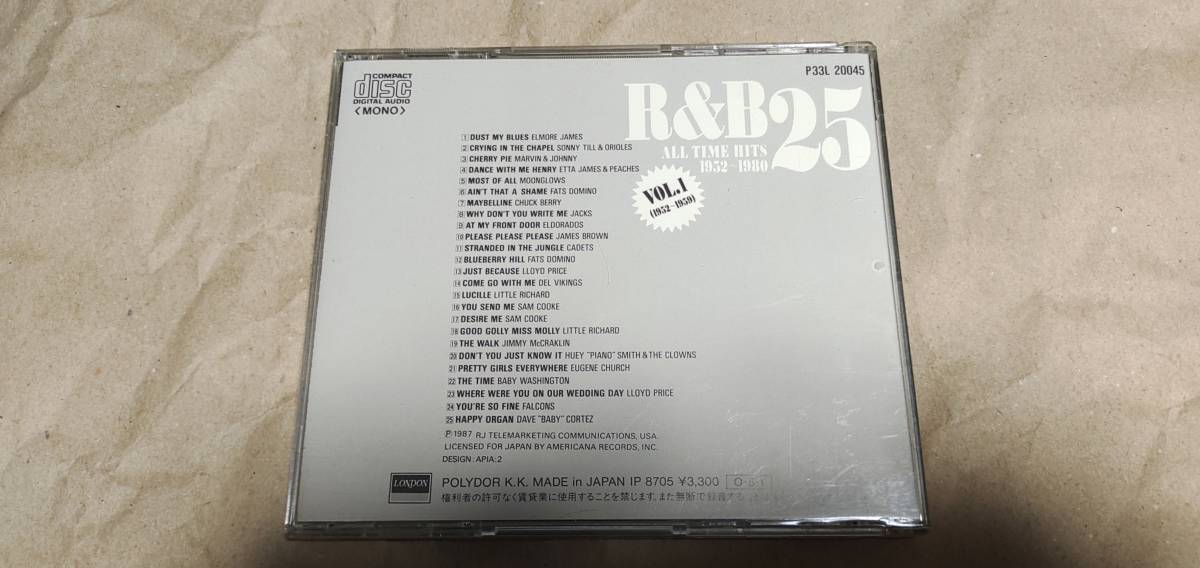 COMPACT
disc
DIGITAL AUDIO
<MONO>
P33L 20045
R&B 25
ALL TIME HITS
1952-1980
VOL.1
(1952-1959)
1 DUST MY BLUES ELMORE JAMES
2 CRYING IN THE CHAPEL SONNY TILL & ORIOLES
3 CHERRY PIE MARVIN & JOHNNY
4 DANCE WITH ME HENRY ETTA JAMES & PEACHES
5 MOST OF ALL MOONGLOWS
6 AIN'T THAT A SHAME FATS DOMINO
7 MAYBELLINE CHUCK BERRY
8 WHY DON'T YOU WRITE ME JACKS
9 AT MY FRONT DOOR ELDORADOS
10 PLEASE PLEASE PLEASE JAMES BROWN
11 STRANDED IN THE JUNGLE CADETS
12 BLUEBERRY HILL FATS DOMINO
13 JUST BECAUSE LLOYD PRICE
14 COME GO WITH ME DEL VIKINGS
15 LUCILLE LITTLE RICHARD
16 YOU SEND ME SAM COOKE
17 DESIRE ME SAM COOKE
18 GOOD GOLLY MISS MOLLY LITTLE RICHARD
19 THE WALK JIMMY McCRAKLIN
20 DON'T YOU JUST KNOW IT HUEY "PIANO" SMITH & THE CLOWNS
21 PRETTY GIRLS EVERYWHERE EUGENE CHURCH
22 THE TIME BABY WASHINGTON
23 WHERE WERE YOU ON OUR WEDDING DAY LLOYD PRICE
24 YOU'RE SO FINE FALCONS
25 HAPPY ORGAN DAVE "BABY" CORTEZ
Ⓟ1987 RJ TELEMARKETING COMMUNICATIONS, USA.
LICENSED FOR JAPAN BY AMERICANA RECORDS, INC.
DESIGN:APIA:2
LONDON
POLYDOR K.K. MADE in JAPAN IP 8705 ¥3,300
権利者の許可なく賃貸業に使用することを禁じます。また無断で